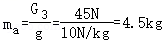 m_a = G_3/g = 45N/10N/kg = 4.5kg